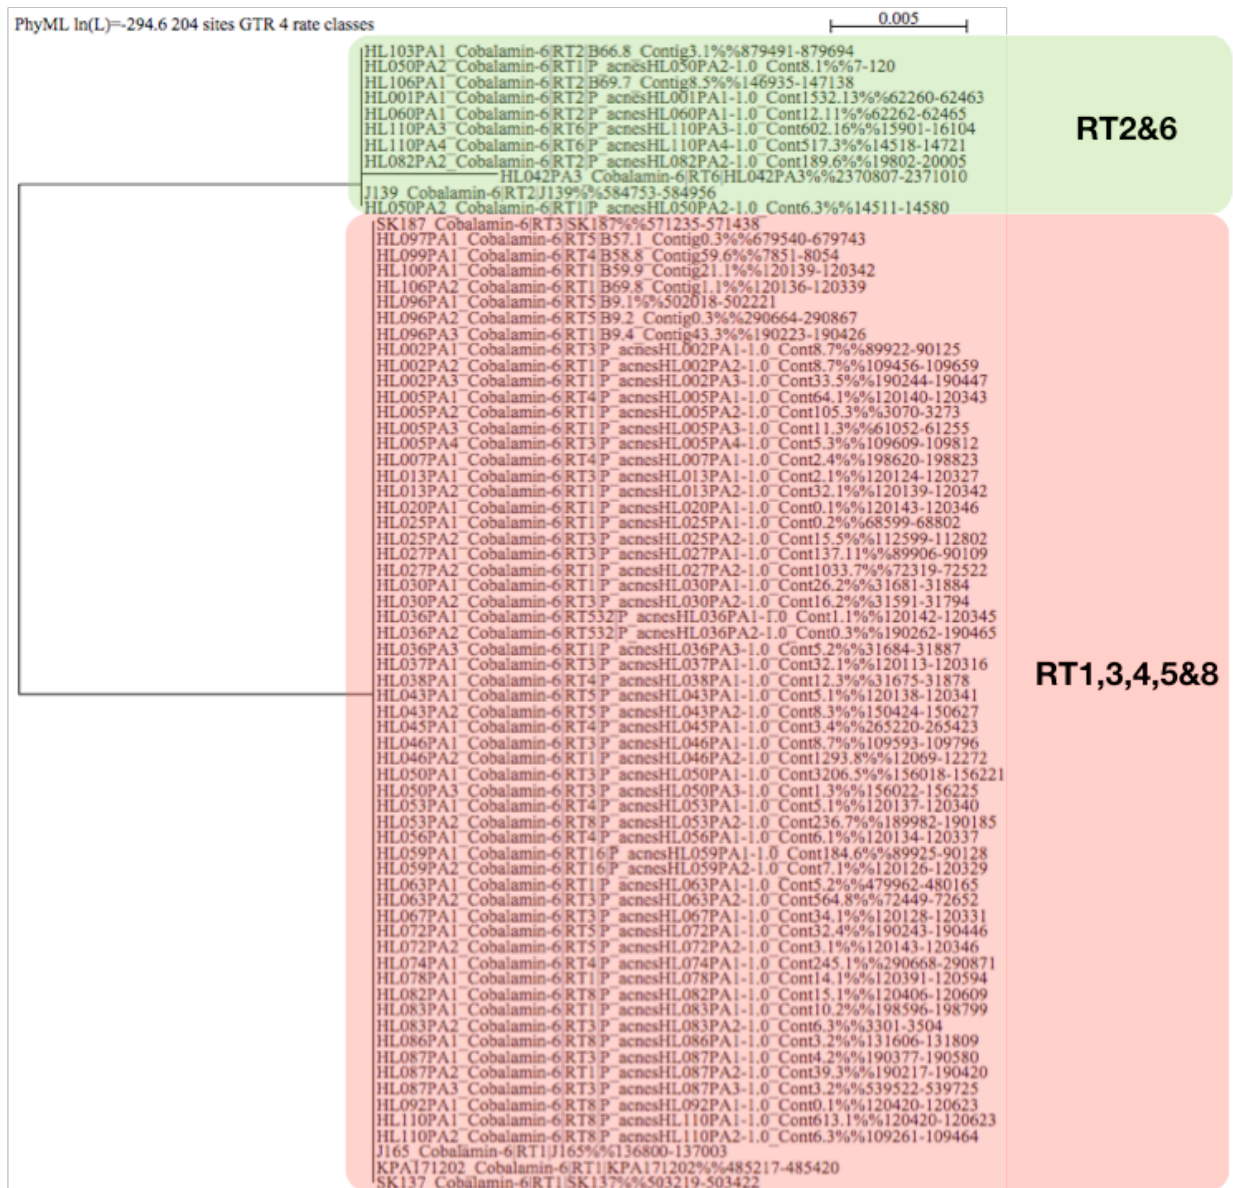 PhyML ln(L)=-294.6 204 sites GTR 4 rate classes
0.005
HL103PA1_Cobalamin-6|RT2|B66.8_Contig3.1%%879491-879694
HL050PA2_Cobalamin-6|RT1|P_acnesHL050PA2-1.0_Cont8.1%%7-120
HL106PA1_Cobalamin-6|RT2|B69.7_Contig8.5%%146935-147138
HL001PA1_Cobalamin-6|RT2|P_acnesHL001PA1-1.0_Cont1532.13%%62260-62463
HL060PA1_Cobalamin-6|RT2|P_acnesHL060PA1-1.0_Cont12.11%%62262-62465
HL110PA3_Cobalamin-6|RT6|P_acnesHL110PA3-1.0_Cont602.16%%15901-16104
HL110PA4_Cobalamin-6|RT6|P_acnesHL110PA4-1.0_Cont517.3%%14518-14721
HL082PA2_Cobalamin-6|RT2|P_acnesHL082PA2-1.0_Cont189.6%%19802-20005
HL042PA3_Cobalamin-6|RT6|HL042PA3%%2370807-2371010
J139_Cobalamin-6|RT2|J139%%584753-584956
HL050PA2_Cobalamin-6|RT1|P_acnesHL050PA2-1.0_Cont6.3%%14511-14580
RT2&6
SK187_Cobalamin-6|RT3|SK187%%571235-571438
HL097PA1_Cobalamin-6|RT5|B57.1_Contig0.3%%679540-679743
HL099PA1_Cobalamin-6|RT4|B58.8_Contig59.6%%7851-8054
HL100PA1_Cobalamin-6|RT1|B59.9_Contig21.1%%120139-120342
HL106PA2_Cobalamin-6|RT1|B69.8_Contig1.1%%120136-120339
HL096PA1_Cobalamin-6|RT5|B9.1%%502018-502221
HL096PA2_Cobalamin-6|RT5|B9.2_Contig0.3%%290664-290867
HL096PA3_Cobalamin-6|RT1|B9.4_Contig43.3%%190223-190426
HL002PA1_Cobalamin-6|RT3|P_acnesHL002PA1-1.0_Cont8.7%%89922-90125
HL002PA2_Cobalamin-6|RT1|P_acnesHL002PA2-1.0_Cont8.7%%109456-109659
HL002PA3_Cobalamin-6|RT1|P_acnesHL002PA3-1.0_Cont33.5%%190244-190447
HL005PA1_Cobalamin-6|RT4|P_acnesHL005PA1-1.0_Cont64.1%%120140-120343
HL005PA2_Cobalamin-6|RT1|P_acnesHL005PA2-1.0_Cont105.3%%3070-3273
HL005PA3_Cobalamin-6|RT1|P_acnesHL005PA3-1.0_Cont11.3%%61052-61255
HL005PA4_Cobalamin-6|RT3|P_acnesHL005PA4-1.0_Cont5.3%%109609-109812
HL007PA1_Cobalamin-6|RT4|P_acnesHL007PA1-1.0_Cont2.4%%198620-198823
HL013PA1_Cobalamin-6|RT3|P_acnesHL013PA1-1.0_Cont2.1%%120124-120327
HL013PA2_Cobalamin-6|RT1|P_acnesHL013PA2-1.0_Cont32.1%%120139-120342
HL020PA1_Cobalamin-6|RT1|P_acnesHL020PA1-1.0_Cont0.1%%120143-120346
HL025PA1_Cobalamin-6|RT1|P_acnesHL025PA1-1.0_Cont0.2%%68599-68802
HL025PA2_Cobalamin-6|RT3|P_acnesHL025PA2-1.0_Cont15.5%%112599-112802
HL027PA1_Cobalamin-6|RT3|P_acnesHL027PA1-1.0_Cont137.11%%89906-90109
HL027PA2_Cobalamin-6|RT1|P_acnesHL027PA2-1.0_Cont1033.7%%72319-72522
HL030PA1_Cobalamin-6|RT1|P_acnesHL030PA1-1.0_Cont26.2%%31681-31884
HL030PA2_Cobalamin-6|RT3|P_acnesHL030PA2-1.0_Cont16.2%%31591-31794
HL036PA1_Cobalamin-6|RT532|P_acnesHL036PA1-1.0_Cont1.1%%120142-120345
HL036PA2_Cobalamin-6|RT532|P_acnesHL036PA2-1.0_Cont0.3%%190262-190465
HL036PA3_Cobalamin-6|RT1|P_acnesHL036PA3-1.0_Cont5.2%%31684-31887
HL037PA1_Cobalamin-6|RT3|P_acnesHL037PA1-1.0_Cont32.1%%120113-120316
HL038PA1_Cobalamin-6|RT4|P_acnesHL038PA1-1.0_Cont12.3%%31675-31878
HL043PA1_Cobalamin-6|RT5|P_acnesHL043PA1-1.0_Cont5.1%%120138-120341
HL043PA2_Cobalamin-6|RT5|P_acnesHL043PA2-1.0_Cont8.3%%150424-150627
HL045PA1_Cobalamin-6|RT4|P_acnesHL045PA1-1.0_Cont3.4%%265220-265423
HL046PA1_Cobalamin-6|RT3|P_acnesHL046PA1-1.0_Cont8.7%%109593-109796
HL046PA2_Cobalamin-6|RT1|P_acnesHL046PA2-1.0_Cont1293.8%%12069-12272
HL050PA1_Cobalamin-6|RT3|P_acnesHL050PA1-1.0_Cont3206.5%%156018-156221
HL050PA3_Cobalamin-6|RT3|P_acnesHL050PA3-1.0_Cont1.3%%156022-156225
HL053PA1_Cobalamin-6|RT4|P_acnesHL053PA1-1.0_Cont5.1%%120137-120340
HL053PA2_Cobalamin-6|RT8|P_acnesHL053PA2-1.0_Cont236.7%%189982-190185
HL056PA1_Cobalamin-6|RT4|P_acnesHL056PA1-1.0_Cont6.1%%120134-120337
HL059PA1_Cobalamin-6|RT16|P_acnesHL059PA1-1.0_Cont184.6%%89925-90128
HL059PA2_Cobalamin-6|RT16|P_acnesHL059PA2-1.0_Cont7.1%%120126-120329
HL063PA1_Cobalamin-6|RT1|P_acnesHL063PA1-1.0_Cont5.2%%479962-480165
HL063PA2_Cobalamin-6|RT3|P_acnesHL063PA2-1.0_Cont564.8%%72449-72652
HL067PA1_Cobalamin-6|RT3|P_acnesHL067PA1-1.0_Cont34.1%%120128-120331
HL072PA1_Cobalamin-6|RT5|P_acnesHL072PA1-1.0_Cont32.4%%190243-190446
HL072PA2_Cobalamin-6|RT5|P_acnesHL072PA2-1.0_Cont3.1%%120143-120346
HL074PA1_Cobalamin-6|RT4|P_acnesHL074PA1-1.0_Cont245.1%%290668-290871
HL078PA1_Cobalamin-6|RT1|P_acnesHL078PA1-1.0_Cont14.1%%120391-120594
HL082PA1_Cobalamin-6|RT8|P_acnesHL082PA1-1.0_Cont15.1%%120406-120609
HL083PA1_Cobalamin-6|RT1|P_acnesHL083PA1-1.0_Cont10.2%%198596-198799
HL083PA2_Cobalamin-6|RT3|P_acnesHL083PA2-1.0_Cont6.3%%3301-3504
HL086PA1_Cobalamin-6|RT8|P_acnesHL086PA1-1.0_Cont3.2%%131606-131809
HL087PA1_Cobalamin-6|RT3|P_acnesHL087PA1-1.0_Cont4.2%%190377-190580
HL087PA2_Cobalamin-6|RT1|P_acnesHL087PA2-1.0_Cont39.3%%190217-190420
HL087PA3_Cobalamin-6|RT3|P_acnesHL087PA3-1.0_Cont3.2%%539522-539725
HL092PA1_Cobalamin-6|RT8|P_acnesHL092PA1-1.0_Cont0.1%%120420-120623
HL110PA1_Cobalamin-6|RT8|P_acnesHL110PA1-1.0_Cont613.1%%120420-120623
HL110PA2_Cobalamin-6|RT8|P_acnesHL110PA2-1.0_Cont6.3%%109261-109464
J165_Cobalamin-6|RT1|J165%%136800-137003
KPA171202_Cobalamin-6|RT1|KPA171202%%485217-485420
SK137_Cobalamin-6|RT1|SK137%%503219-503422
RT1,3,4,5&8